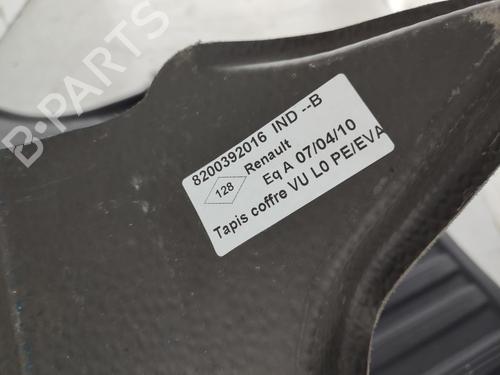 B-PARTS
8200392016 IND --B
128
Renault
Eq A 07/04/10
Tapis coffre VU L0 PE/EVA